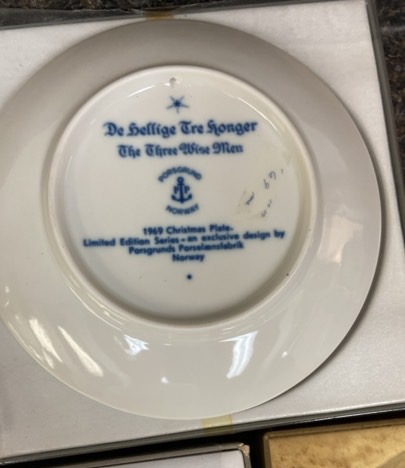 De Hellige Tre Konger
The Three Wise Men
PORSGRUND
P P
NORWAY
1969 Christmas Plate.
Limited Edition Series - an exclusive design by
Porsgrunds Porselænsfabrik
Norway